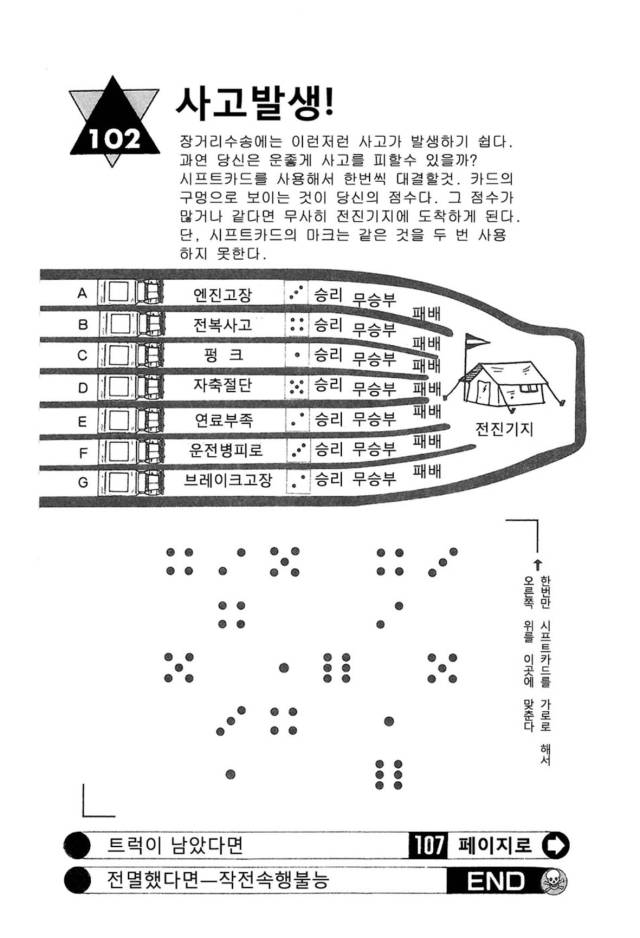 102
사고발생!
장거리수송에는 이런저런 사고가 발생하기 쉽다.
과연 당신은 운좋게 사고를 피할수 있을까?
시프트카드를 사용해서 한번씩 대결할것. 카드의
구멍으로 보이는 것이 당신의 점수다. 그 점수가
많거나 같다면 무사히 전진기지에 도착하게 된다.
단, 시프트카드의 마크는 같은 것을 두 번 사용
하지 못한다.
A 엔진고장 승리 무승부 패배
B 전복사고 승리 무승부 패배
C 펑 크 승리 무승부 패배
D 자축절단 승리 무승부 패배
E 연료부족 승리 무승부 패배
F 운전병피로 승리 무승부 패배
G 브레이크고장 승리 무승부 패배
전진기지
한번만 시프트카드를 가로로 해서
오른쪽 위를 이곳에 맞춘다
트럭이 남았다면 107 페이지로
전멸했다면—작전속행불능 END